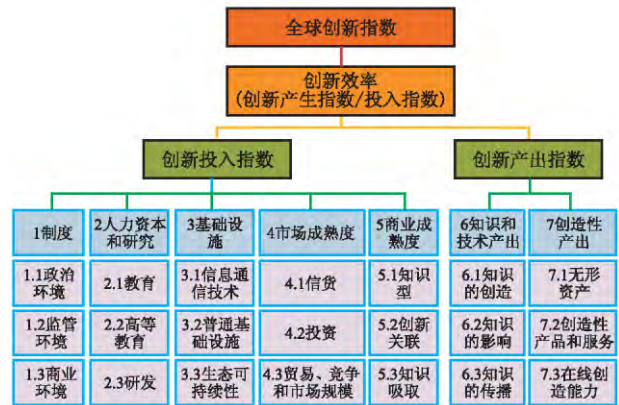 全球创新指数
创新效率
(创新产生指数/投入指数)
创新投入指数
创新产出指数
1制度
2人力资本
和研究
3基础设
施
4市场成熟度
5商业成
熟度
6知识和
技术产出
7创造性
产出
1.1政治
环境
2.1教育
3.1信息通
信技术
4.1信贷
5.1知识
型
6.1知识
的创造
7.1无形
资产
1.2监管
环境
2.2高等
教育
3.2普通基
础设施
4.2投资
5.2创新
关联
6.2知识
的影响
7.2创造性
产品和服务
1.3商业
环境
2.3研发
3.3生态可
持续性
4.3贸易、竞争
和市场规模
5.3知识
吸取
6.3知识
的传播
7.3在线创
造能力